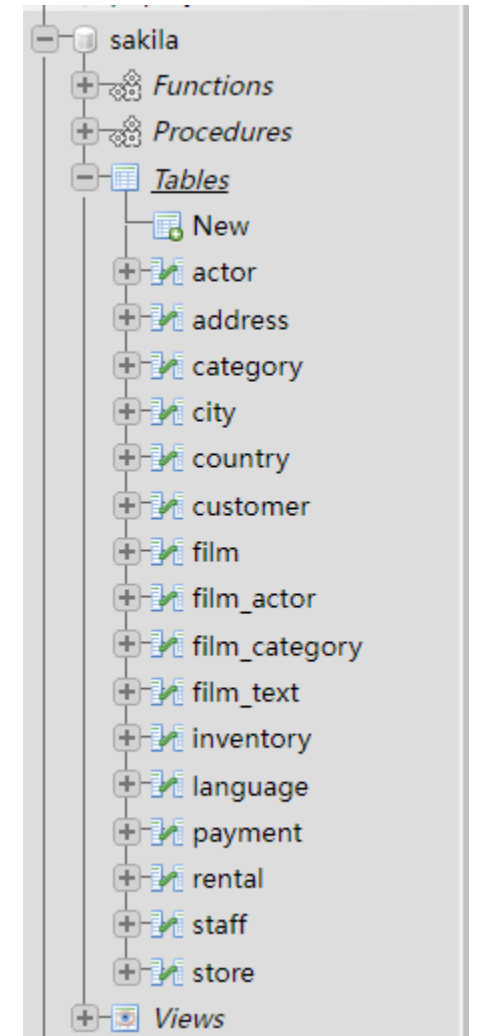 sakila
Functions
Procedures
Tables
New
actor
address
category
city
country
customer
film
film_actor
film_category
film_text
inventory
language
payment
rental
staff
store
Views